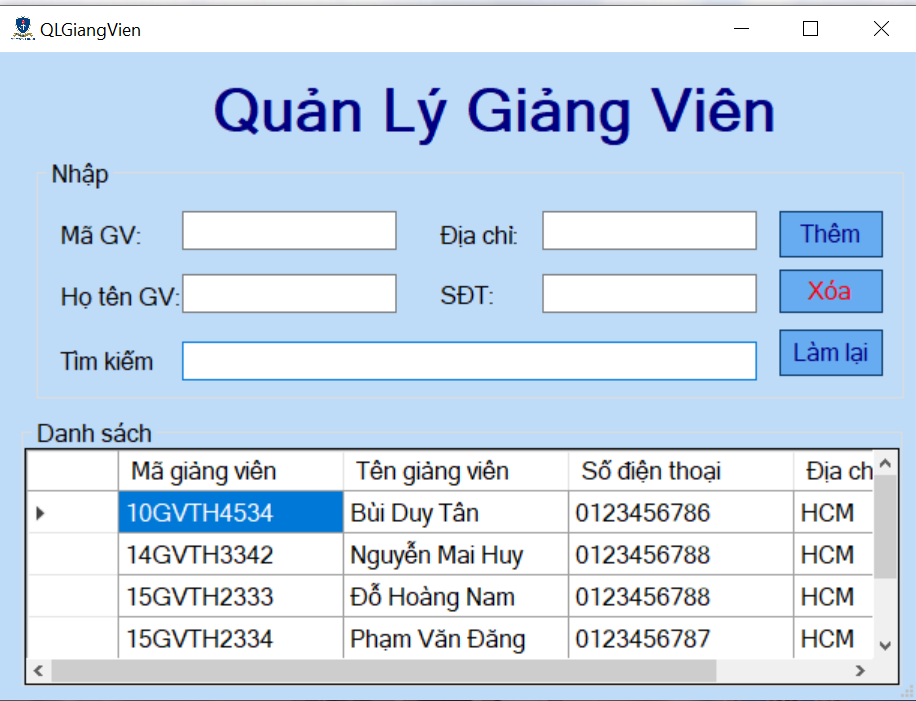 QLGiangVien
Quản Lý Giảng Viên
Nhập
Mã GV: Địa chỉ: Thêm
Họ tên GV: SĐT: Xóa
Tìm kiếm Làm lại
Danh sách
Mã giảng viên Tên giảng viên Số điện thoại Địa ch
10GVTH4534 Bùi Duy Tân 0123456786 HCM
14GVTH3342 Nguyễn Mai Huy 0123456788 HCM
15GVTH2333 Đỗ Hoàng Nam 0123456788 HCM
15GVTH2334 Phạm Văn Đăng 0123456787 HCM